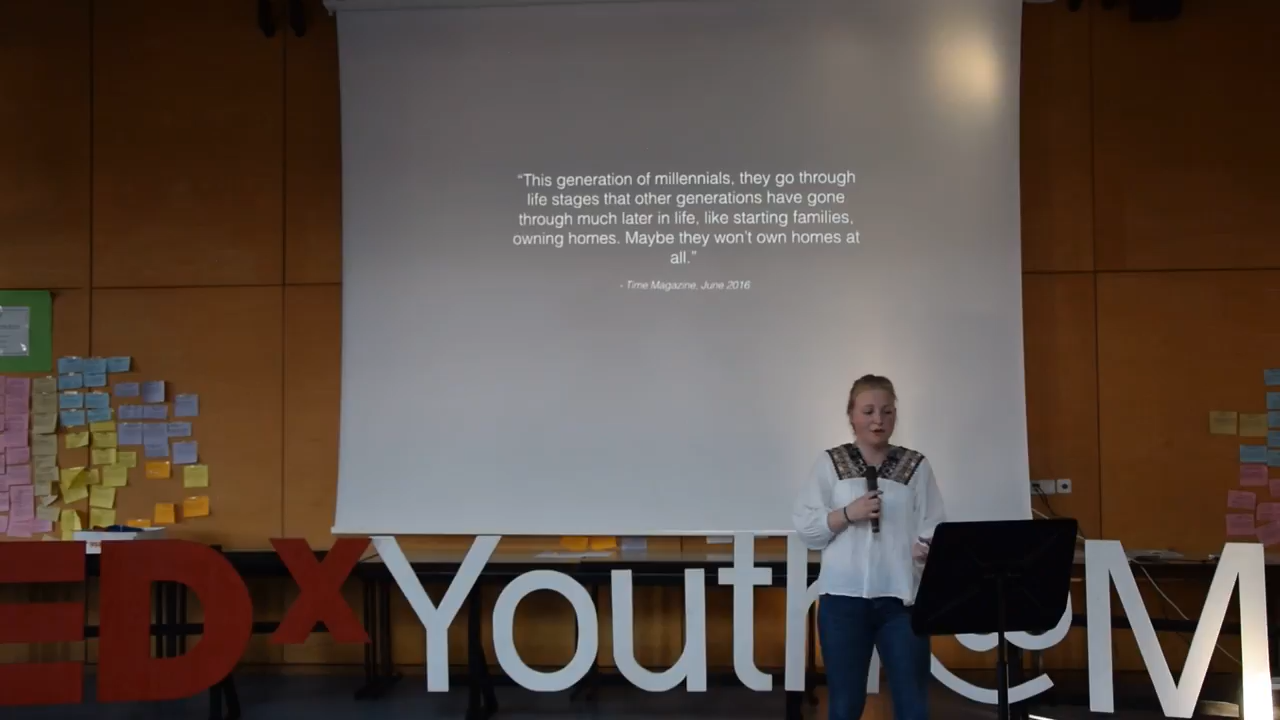 “This generation of millennials, they go through
life stages that other generations have gone
through much later in life, like starting families,
owning homes. Maybe they won’t own homes at
all.”
- Time Magazine, June 2016
EDxYouth@M